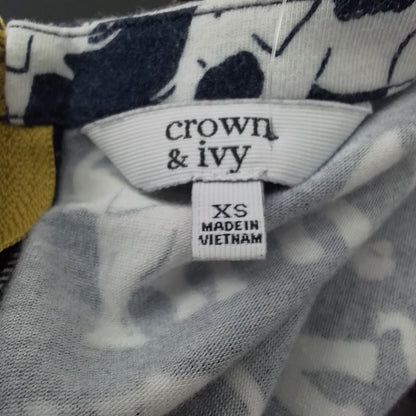 crown
& ivy
XS
MADE IN
VIETNAM